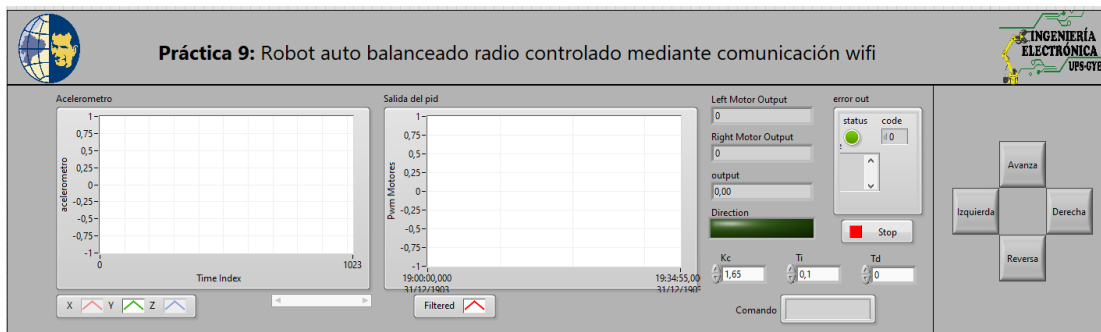 Práctica 9: Robot auto balanceado radio controlado mediante comunicación wifi
INGENIERÍA
ELECTRÓNICA
UPS-GYE
Acelerometro
1
0,75
0,5
0,25
0
-0,25
-0,5
-0,75
-1
acelerometro
0
1023
Time Index
X
Y
Z
Salida del pid
1
0,75
0,5
0,25
0
-0,25
-0,5
-0,75
-1
Pwm Motores
19:00:00,000
31/12/1903
19:34:55,00
31/12/190
Filtered
Left Motor Output
0
Right Motor Output
0
output
0,00
Direction
error out
status
code
0
Stop
Kc
Ti
Td
1,65
0,1
0
Comando
Avanza
Izquierda
Derecha
Reversa